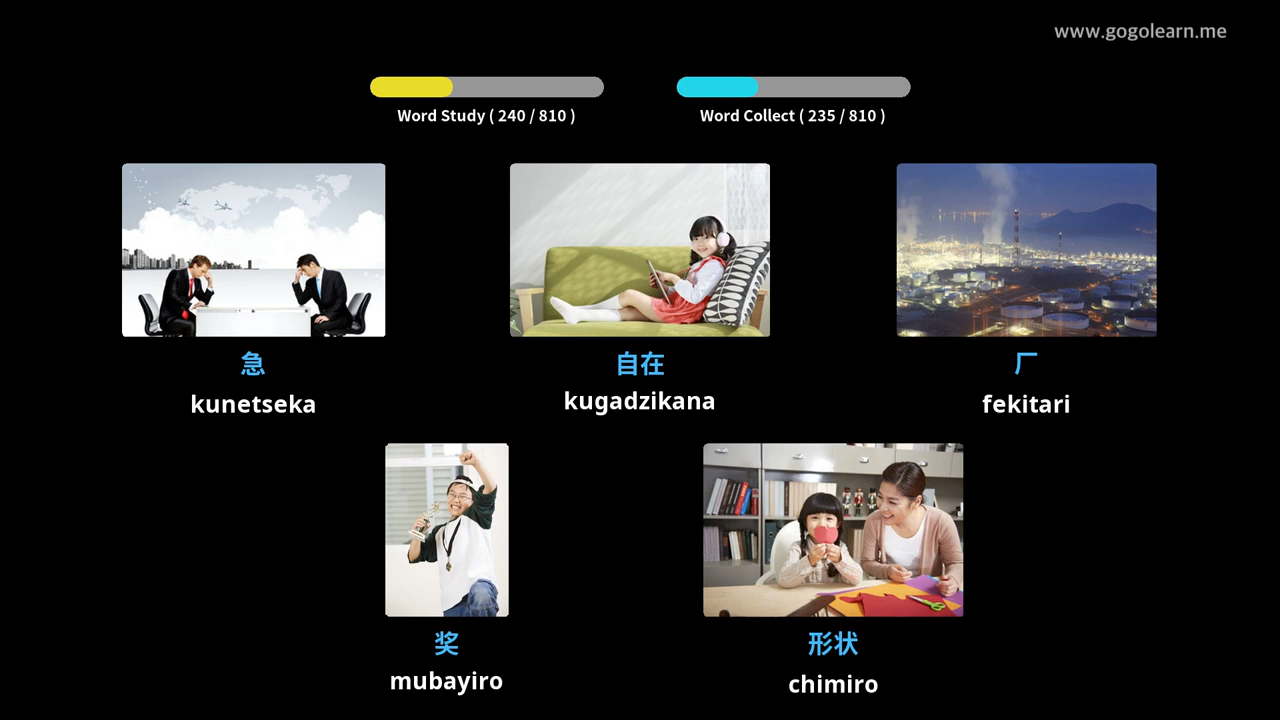 www.gogolearn.me
Word Study ( 240 / 810 )
Word Collect ( 235 / 810 )
急
kunetseka
自在
kugadzikana
厂
fekitari
奖
mubayiro
形状
chimiro